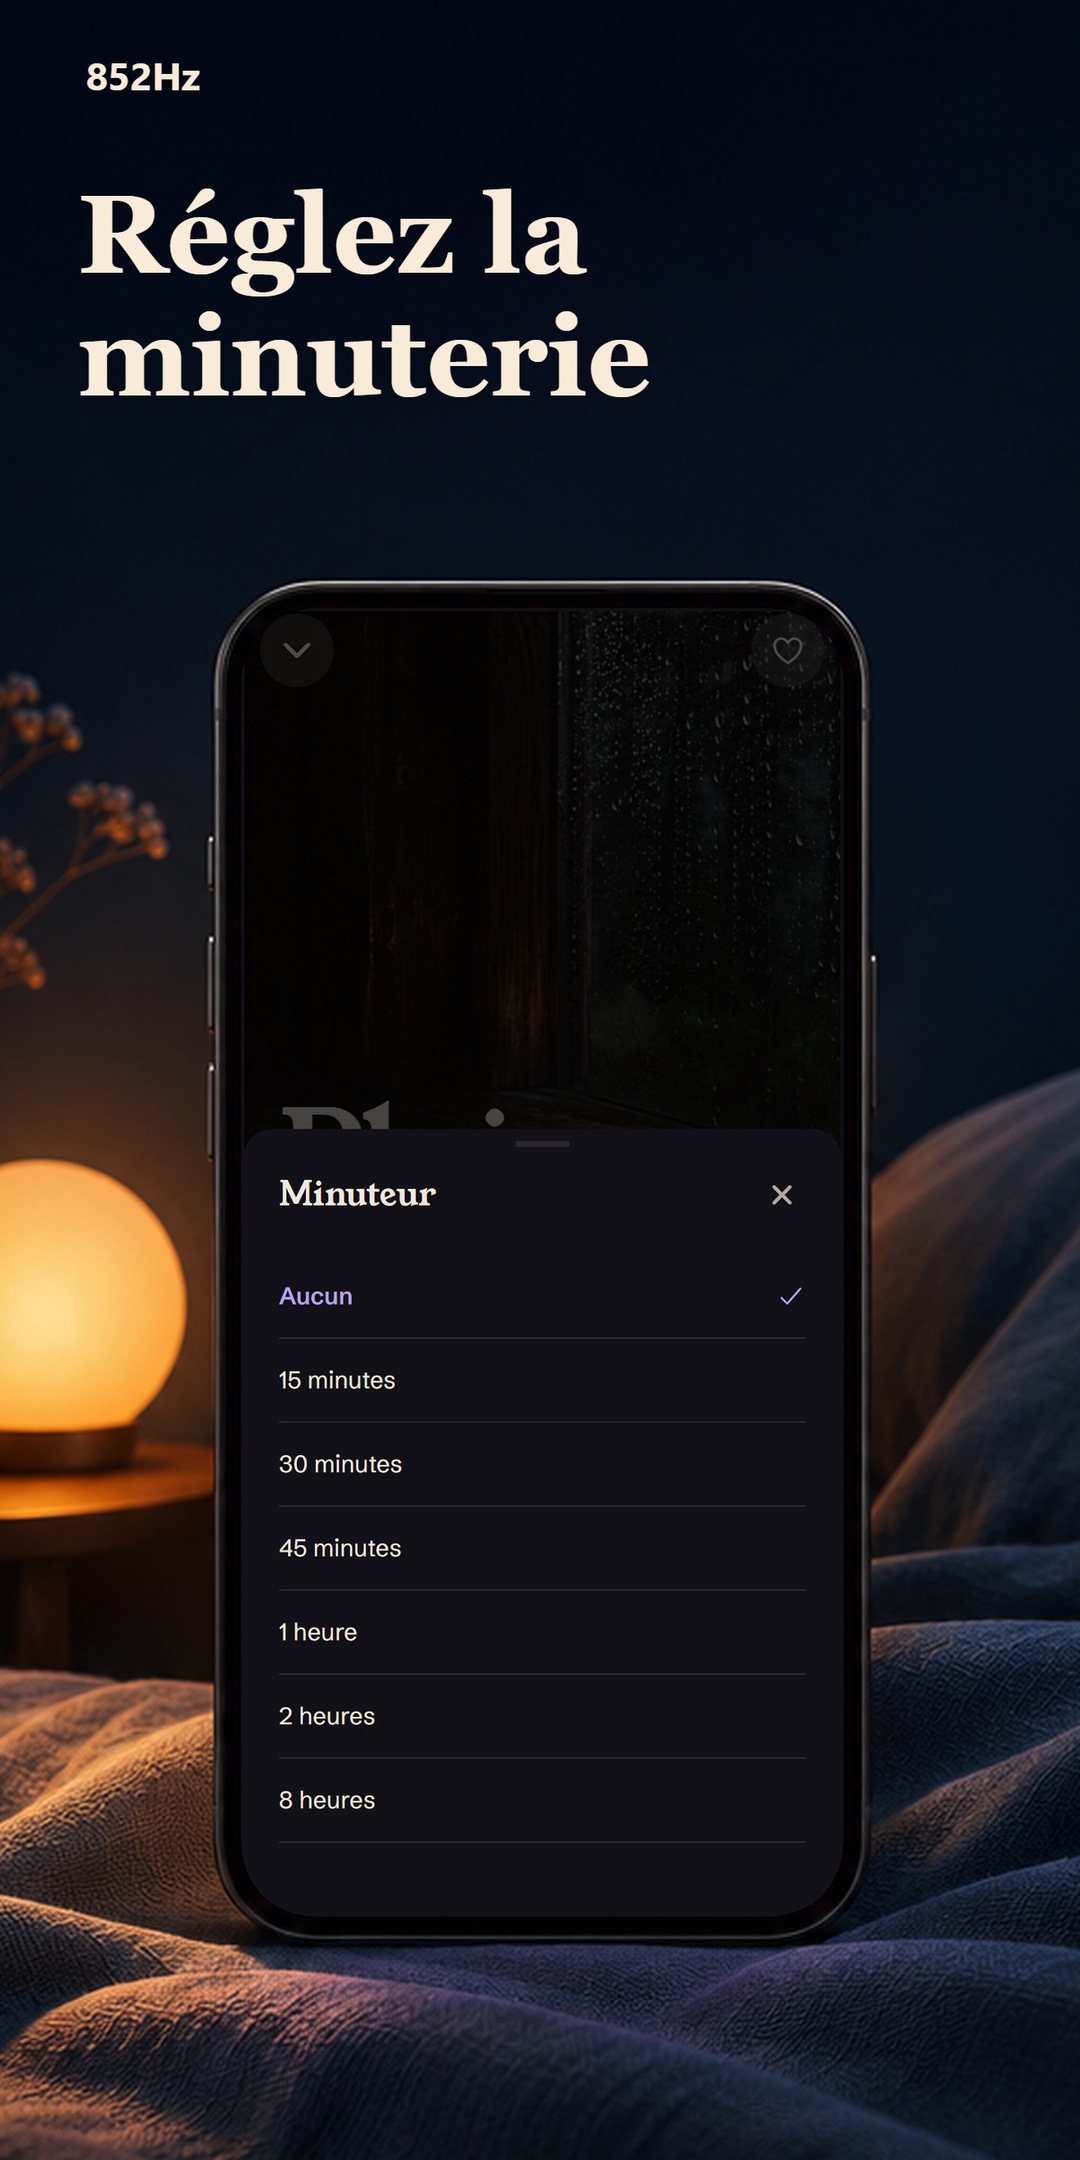 852Hz
Réglez la
minuterie
Minuteur
Aucun
15 minutes
30 minutes
45 minutes
1 heure
2 heures
8 heures